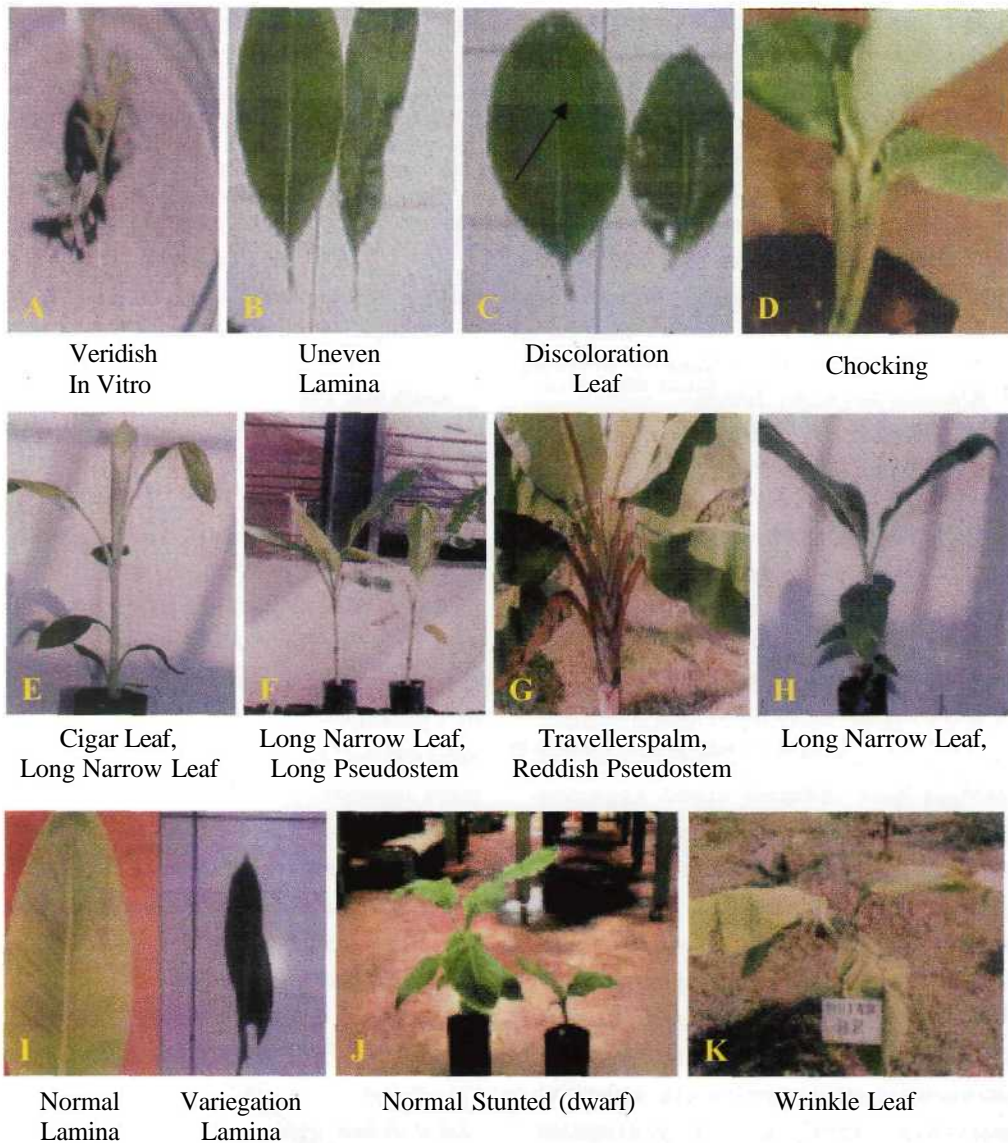 A
B
C
D
Veridish
In Vitro
Uneven
Lamina
Discoloration
Leaf
Chocking
E
F
G
H
Cigar Leaf,
Long Narrow Leaf
Long Narrow Leaf,
Long Pseudostem
Travellerspalm,
Reddish Pseudostem
Long Narrow Leaf,
I
J
K
Normal
Lamina
Variegation
Lamina
Normal Stunted (dwarf)
Wrinkle Leaf